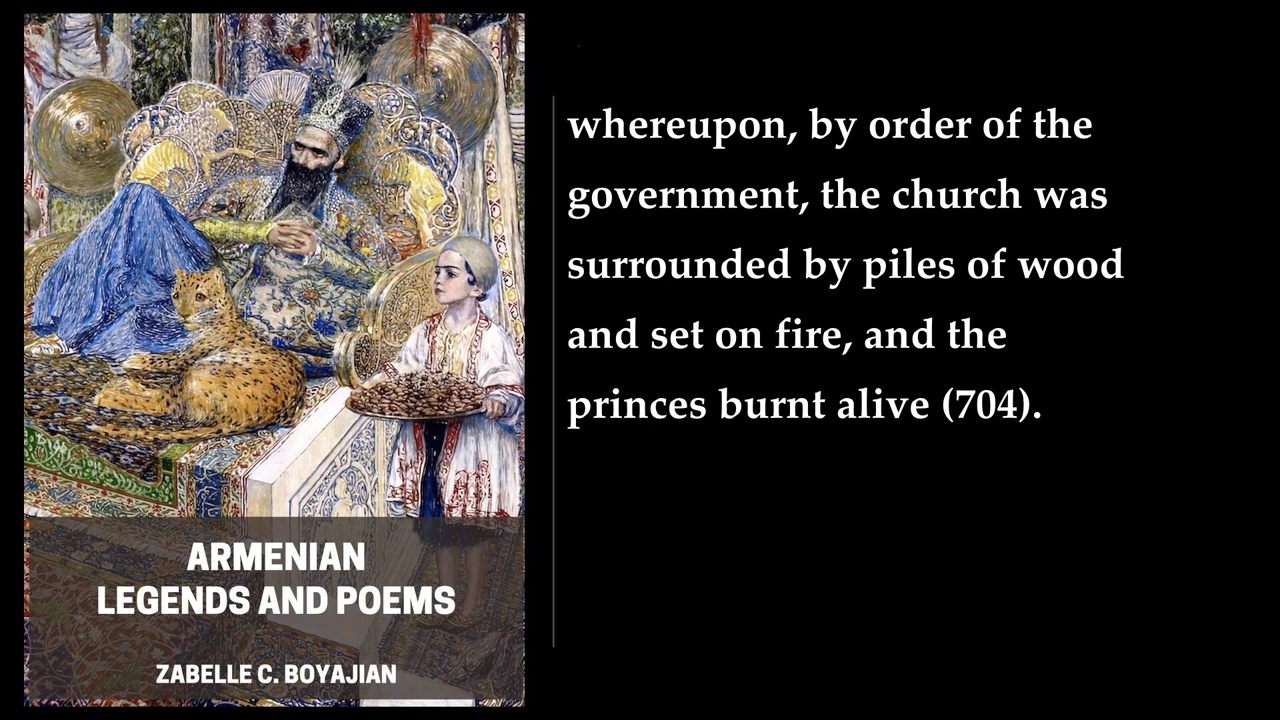 whereupon, by order of the
government, the church was
surrounded by piles of wood
and set on fire, and the
princes burnt alive (704).
ARMENIAN
LEGENDS AND POEMS
ZABELLE C. BOYAJIAN